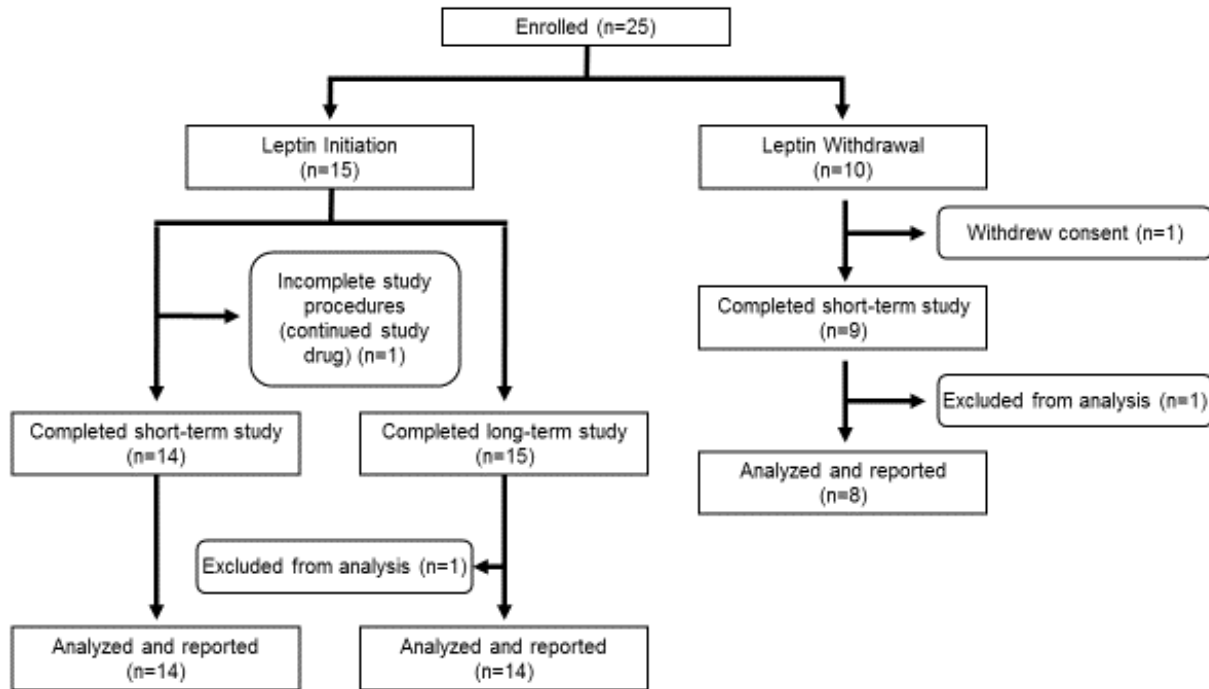 Enrolled (n=25)
Leptin Initiation
(n=15)
Leptin Withdrawal
(n=10)
Withdrew consent (n=1)
Incomplete study
procedures
(continued study
drug) (n=1)
Completed short-term study
(n=9)
Excluded from analysis (n=1)
Completed short-term study
(n=14)
Completed long-term study
(n=15)
Analyzed and reported
(n=8)
Excluded from analysis (n=1)
Analyzed and reported
(n=14)
Analyzed and reported
(n=14)